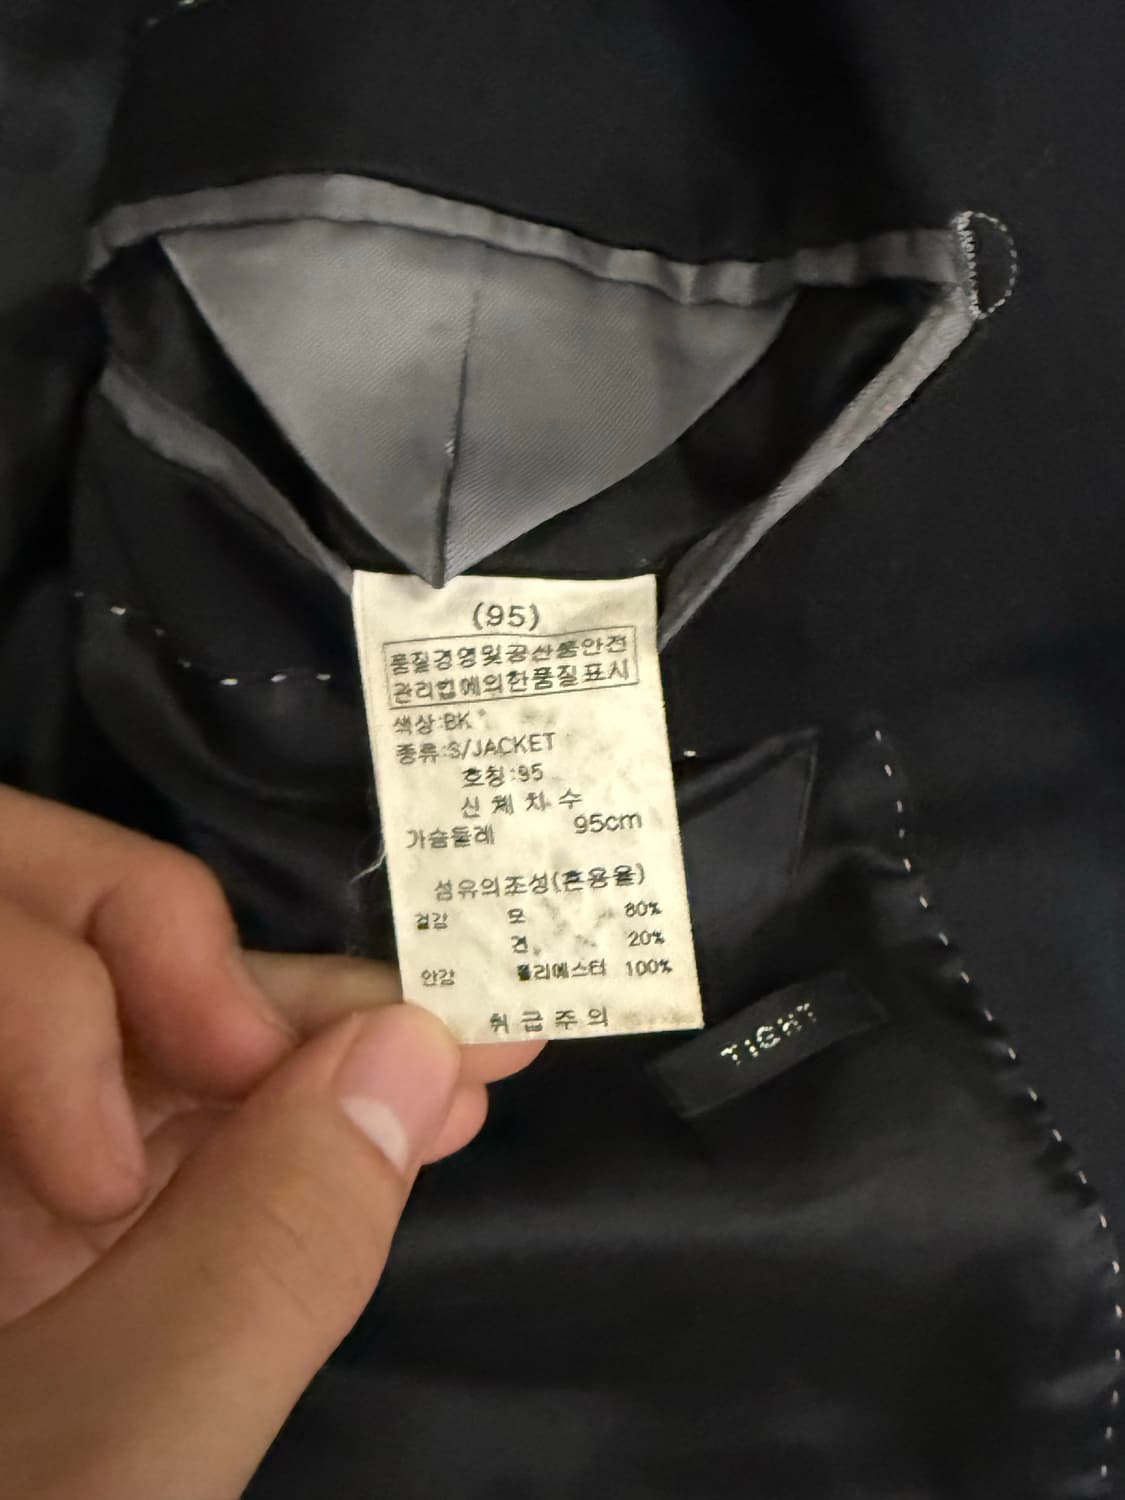 (95)
품질경영및공산품안전
관리법에의한품질표시
색상:BK
종류:S/JACKET
호칭:95
신체치수
가슴둘레 95cm
섬유의조성(혼용율)
겉감 모 80%
견 20%
안감 폴리에스터 100%
취급주의
TIGHT